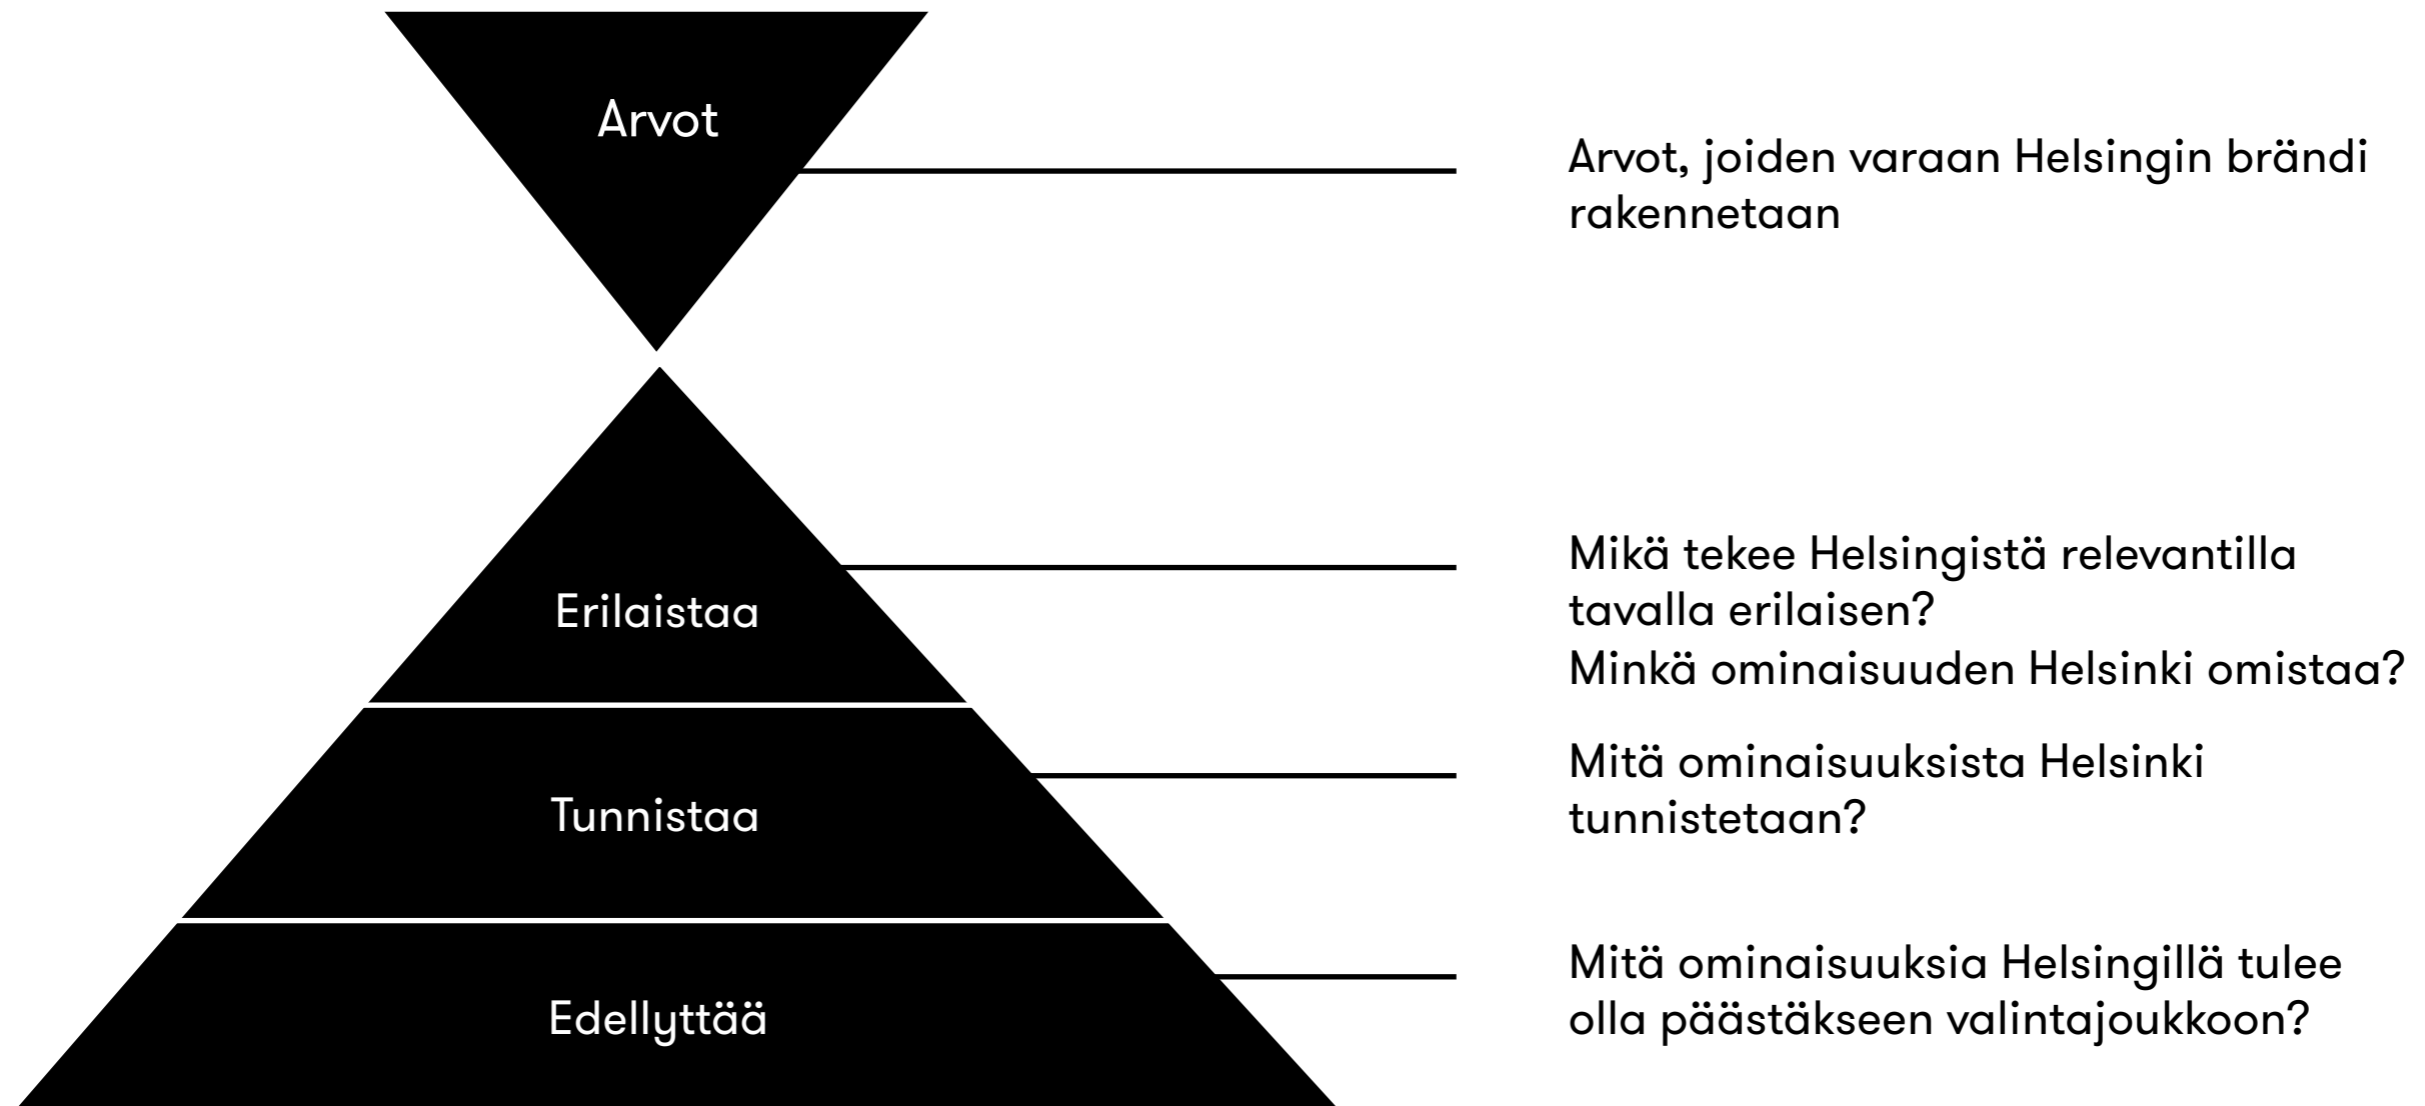 Arvot
Arvot, joiden varaan Helsingin brändi
rakennetaan
Erilaistaa
Mikä tekee Helsingistä relevantilla
tavalla erilaisen?
Minkä ominaisuuden Helsinki omistaa?
Tunnistaa
Mitä ominaisuuksista Helsinki
tunnistetaan?
Edellyttää
Mitä ominaisuuksia Helsingillä tulee
olla päästäkseen valintajoukkoon?